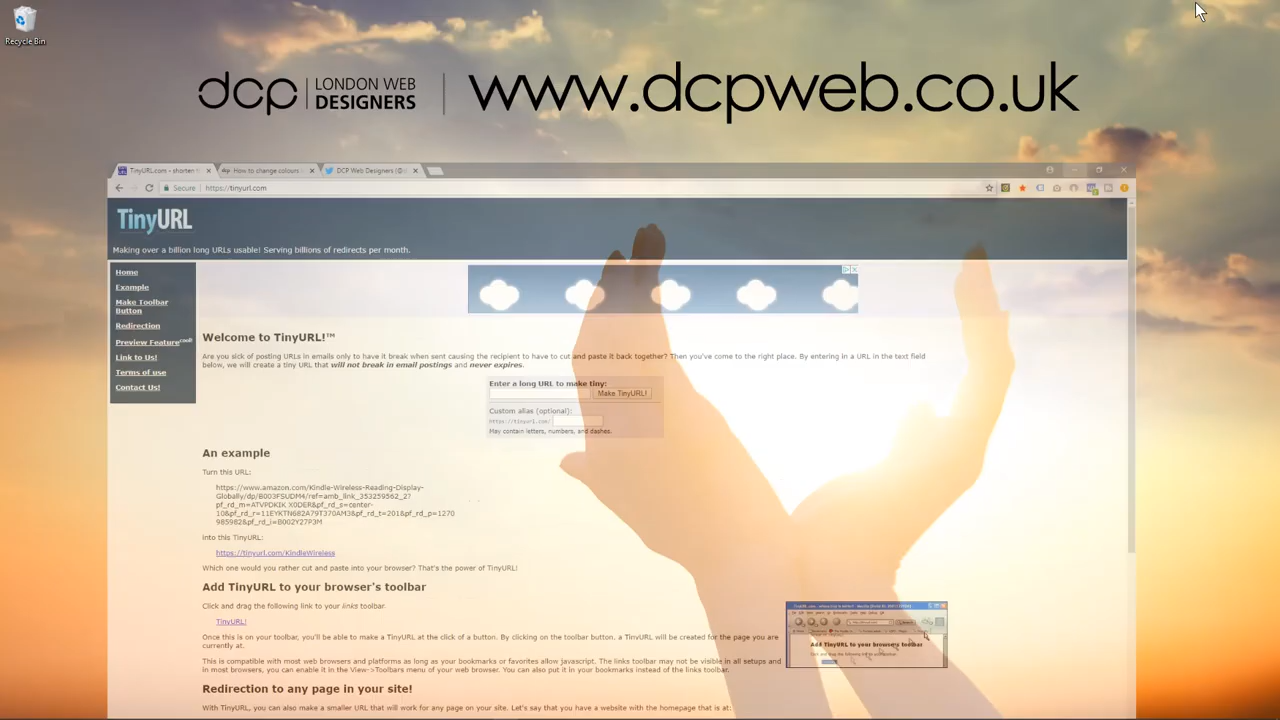 Recycle Bin
dcp LONDON WEB
DESIGNERS
www.dcpweb.co.uk
TinyURL.com - shorten t
How to change colours
DCP Web Designers (@
Secure
https://tinyurl.com
TinyURL
Making over a billion long URLs usable! Serving billions of redirects per month.
Home
Example
Make Toolbar
Button
Redirection
Preview Feature cool!
Link to Us!
Terms of use
Contact Us!
Welcome to TinyURL!™
Are you sick of posting URLs in emails only to have it break when sent causing the recipient to have to cut and paste it back together? Then you've come to the right place. By entering in a URL in the text field
below, we will create a tiny URL that will not break in email postings and never expires.
Enter a long URL to make tiny:
Make TinyURL!
Custom alias (optional):
https://tinyurl.com/
May contain letters, numbers, and dashes.
An example
Turn this URL:
https://www.amazon.com/Kindle-Wireless-Reading-Display-
Globally/dp/B003FSUDM4/ref=amb_link_353259562_2?
pf_rd_m=ATVPDKIK X0DER&pf_rd_s=center-
10&pf_rd_r=11EYKTN682A79T370AM3&pf_rd_t=201&pf_rd_p=1270
985982&pf_rd_i=B002Y27P3M
into this TinyURL:
https://tinyurl.com/KindleWireless
Which one would you rather cut and paste into your browser? That's the power of TinyURL!
Add TinyURL to your browser's toolbar
Click and drag the following link to your links toolbar.
TinyURL!
Once this is on your toolbar, you'll be able to make a TinyURL at the click of a button. By clicking on the toolbar button, a TinyURL will be created for the page you are
currently at.
This is compatible with most web browsers and platforms as long as your bookmarks or favorites allow javascript. The links toolbar may not be visible in all setups and
in most browsers, you can enable it in the View->Toolbars menu of your web browser. You can also put it in your bookmarks instead of the links toolbar.
Add TinyURL to your browser's toolbar
Redirection to any page in your site!
With TinyURL, you can also make a smaller URL that will work for any page on your site. Let's say that you have a website with the homepage that is at: